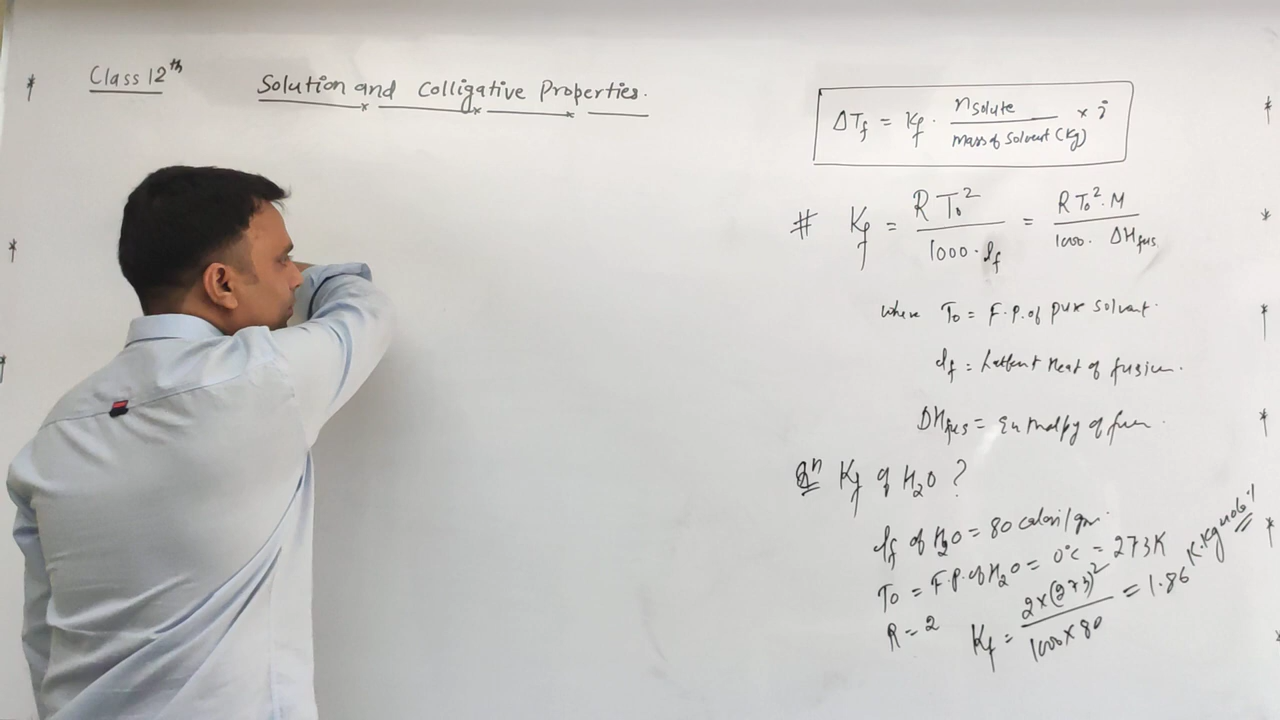 Class 12th
Solution and Colligative Properties.
ΔTf = Kf · nsolute / mass of solvent (Kg) × i
# Kf = R T₀² / 1000 · lf = R T₀² · M / 1000 · ΔHfus
where T₀ = F.P. of pure solvent.
lf = Lattent Heat of fusion.
ΔHfus = Enthalpy of fusn.
Qn Kf of H₂O ?
lf of H₂O = 80 calori/gm.
T₀ = F.P. of H₂O = 0°C = 273K
R = 2
Kf = 2×(273)² / 1000×80 = 1.86 K.Kg mole⁻¹